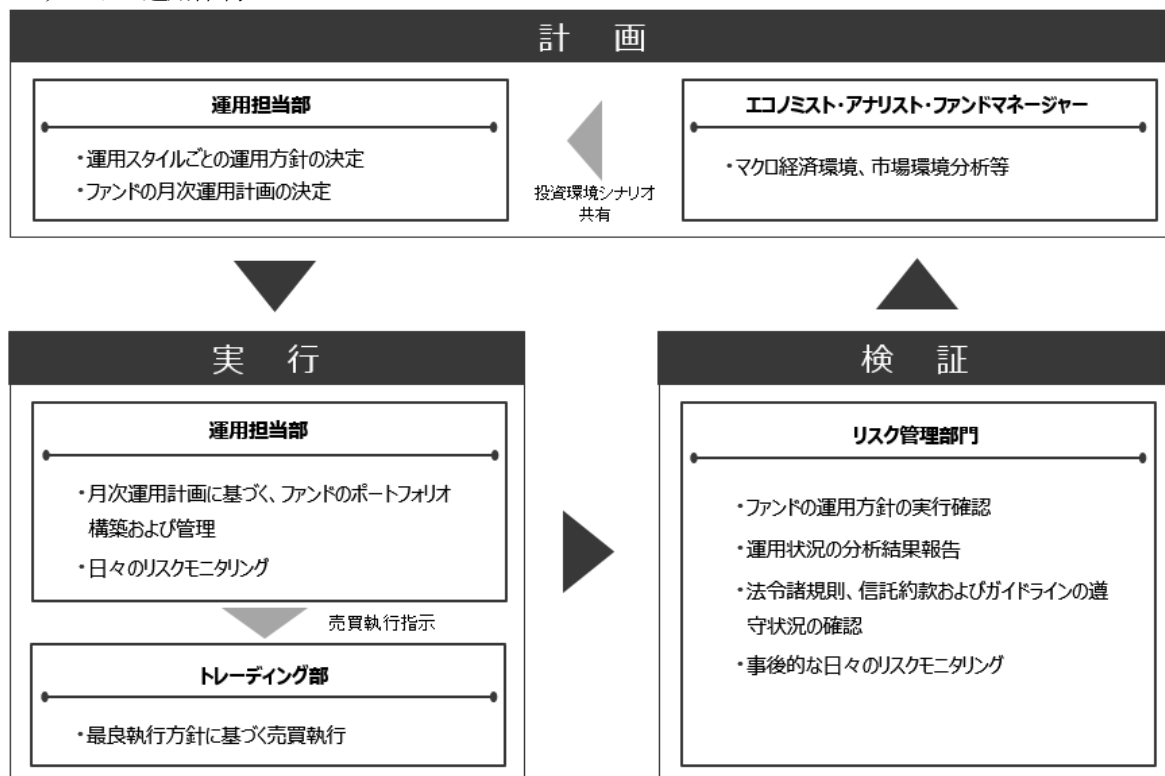 計 画
運用担当部
・運用スタイルごとの運用方針の決定
・ファンドの月次運用計画の決定
投資環境シナリオ
共有
エコノミスト・アナリスト・ファンドマネージャー
・マクロ経済環境、市場環境分析等
実 行
運用担当部
・月次運用計画に基づく、ファンドのポートフォリオ
構築および管理
・日々のリスクモニタリング
売買執行指示
トレーディング部
・最良執行方針に基づく売買執行
検 証
リスク管理部門
・ファンドの運用方針の実行確認
・運用状況の分析結果報告
・法令諸規則、信託約款およびガイドラインの遵
守状況の確認
・事後的な日々のリスクモニタリング